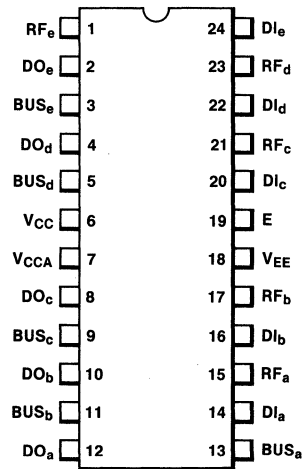 RFe 1 24 DIe
DOe 2 23 RFd
BUSe 3 22 DId
DOd 4 21 RFc
BUSd 5 20 DIc
VCC 6 19 E
VCCA 7 18 VEE
DOc 8 17 RFb
BUSc 9 16 DIb
DOb 10 15 RFa
BUSb 11 14 DIa
DOa 12 13 BUSa